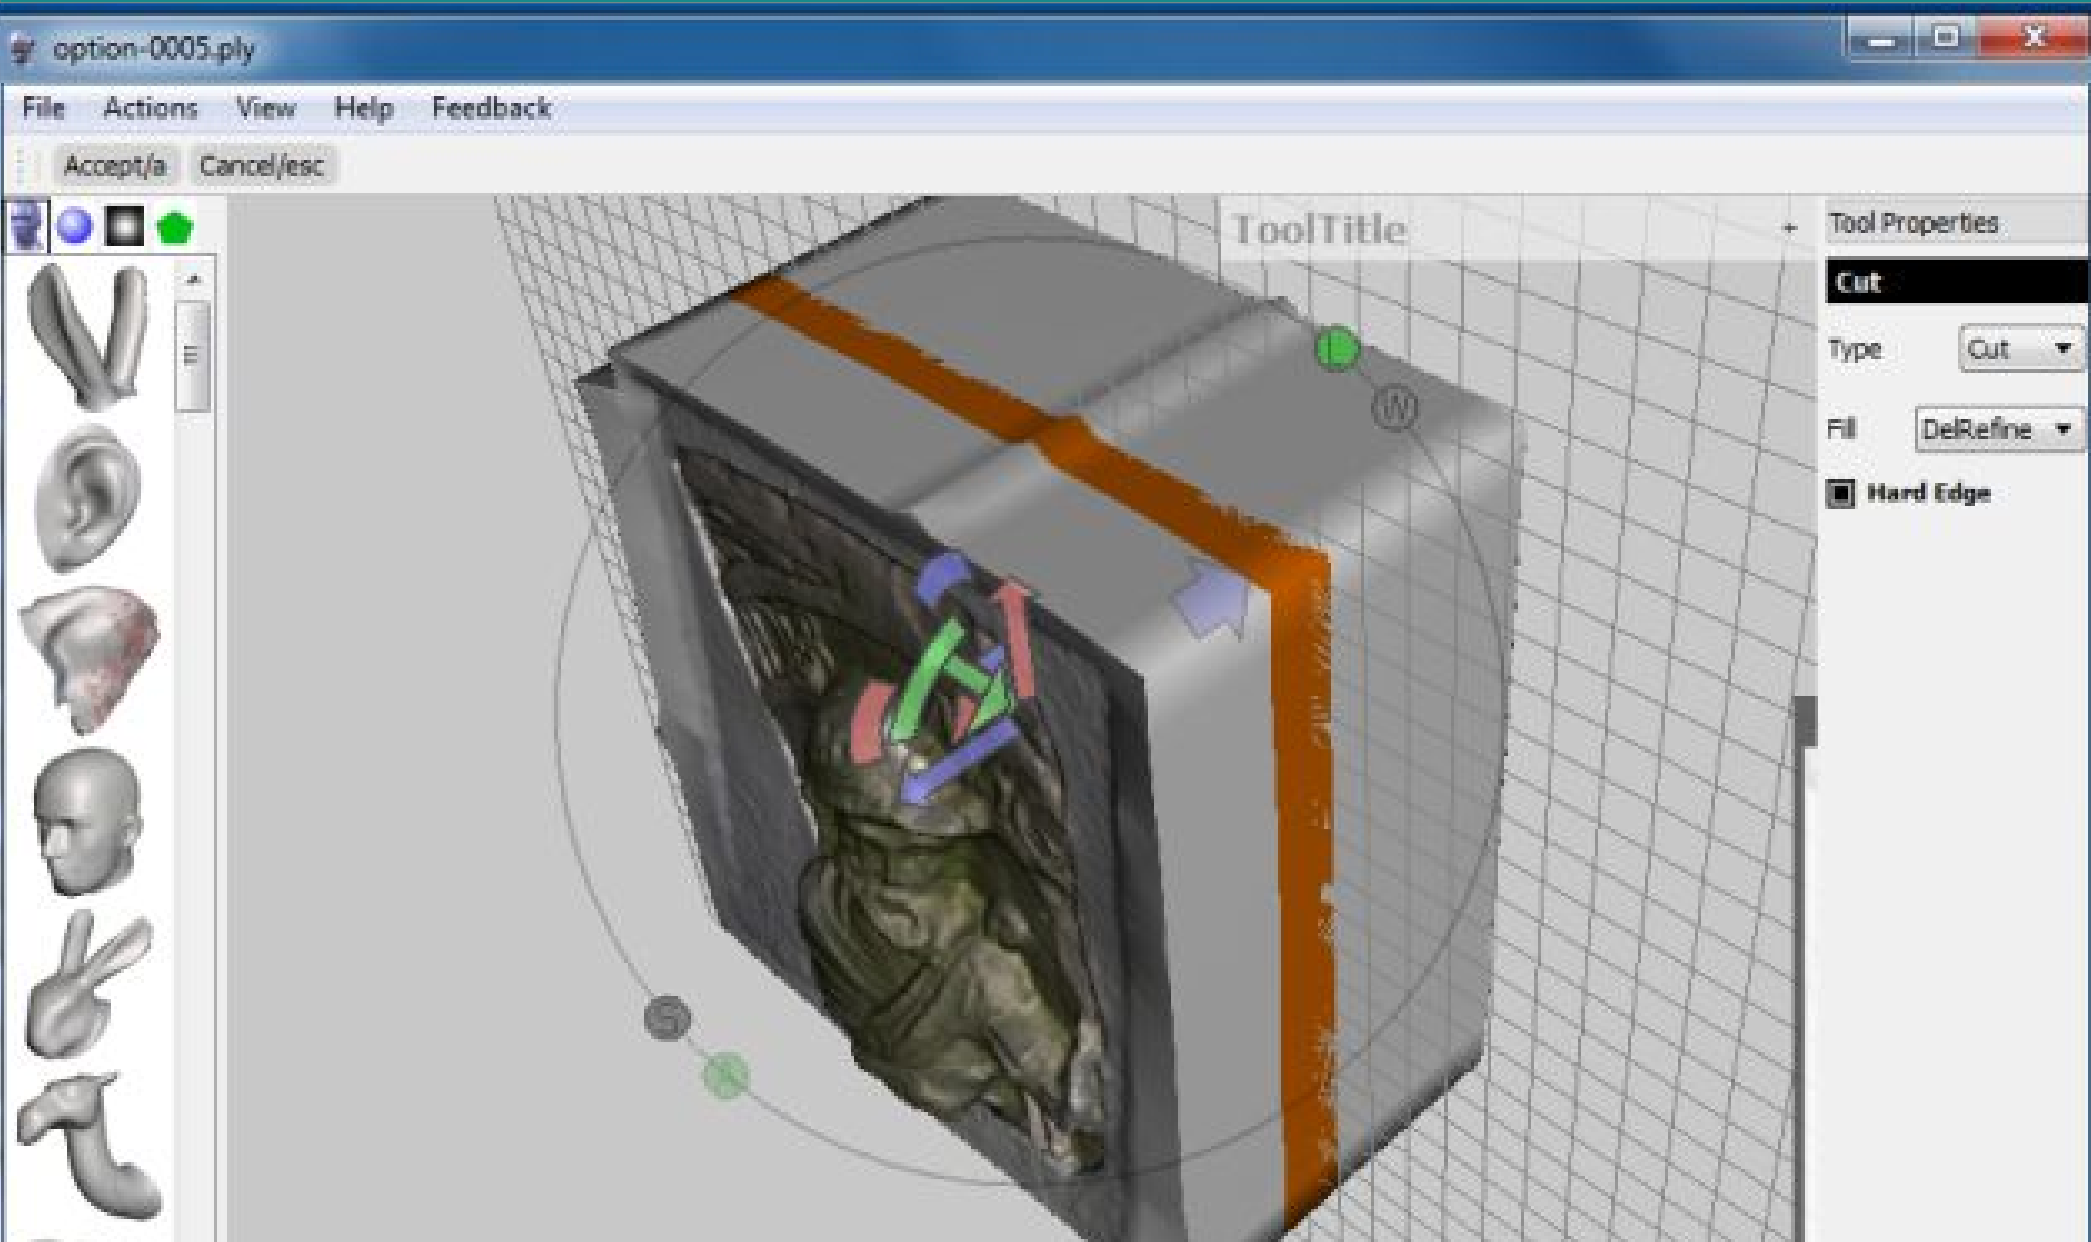 option-0005.ply
File Actions View Help Feedback
Accept/a Cancel/esc
ToolTitle +
Tool Properties
Cut
Type Cut
Fill DelRefine
Hard Edge
W